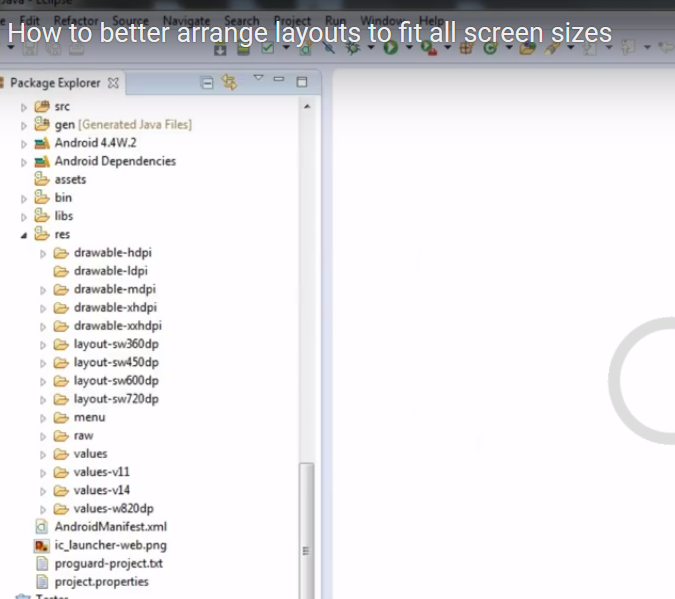 Java - Eclipse
Edit Refactor Source Navigate Search Project Run Window Help
How to better arrange layouts to fit all screen sizes
Package Explorer
src
gen [Generated Java Files]
Android 4.4W.2
Android Dependencies
assets
bin
libs
res
drawable-hdpi
drawable-ldpi
drawable-mdpi
drawable-xhdpi
drawable-xxhdpi
layout-sw360dp
layout-sw450dp
layout-sw600dp
layout-sw720dp
menu
raw
values
values-v11
values-v14
values-w820dp
AndroidManifest.xml
ic_launcher-web.png
proguard-project.txt
project.properties